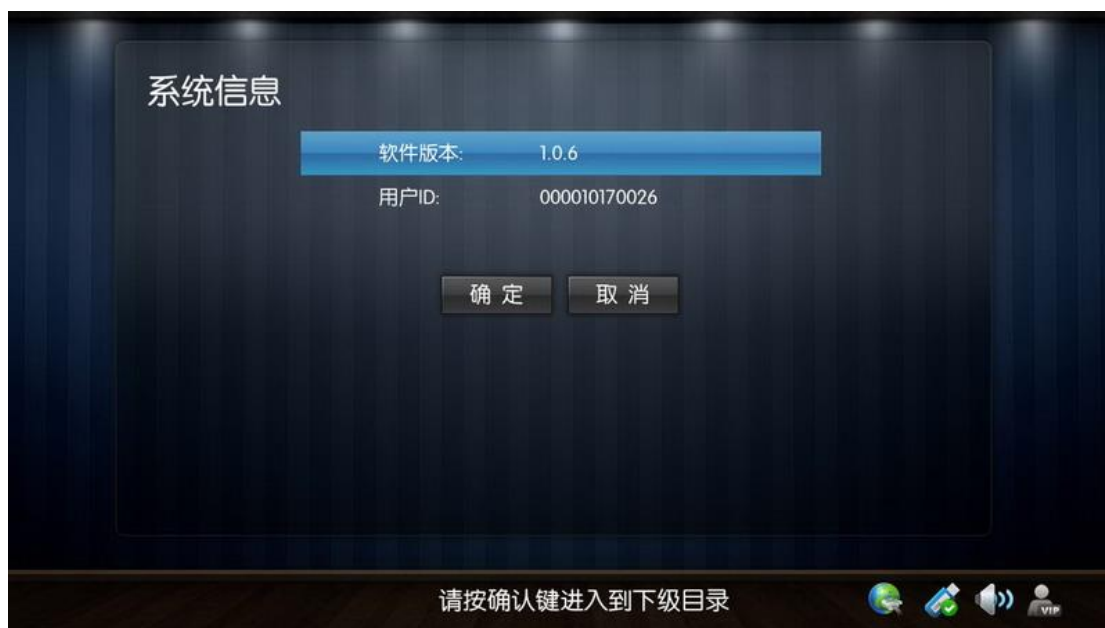 系统信息
软件版本: 1.0.6
用户ID: 000010170026
确定 取消
请按确认键进入到下级目录
VIP